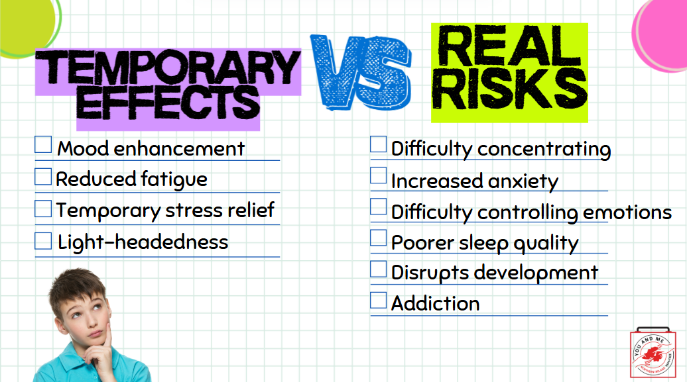 TEMPORARY
EFFECTS
VS
REAL
RISKS
Mood enhancement
Reduced fatigue
Temporary stress relief
Light-headedness
Difficulty concentrating
Increased anxiety
Difficulty controlling emotions
Poorer sleep quality
Disrupts development
Addiction
YOU AND ME